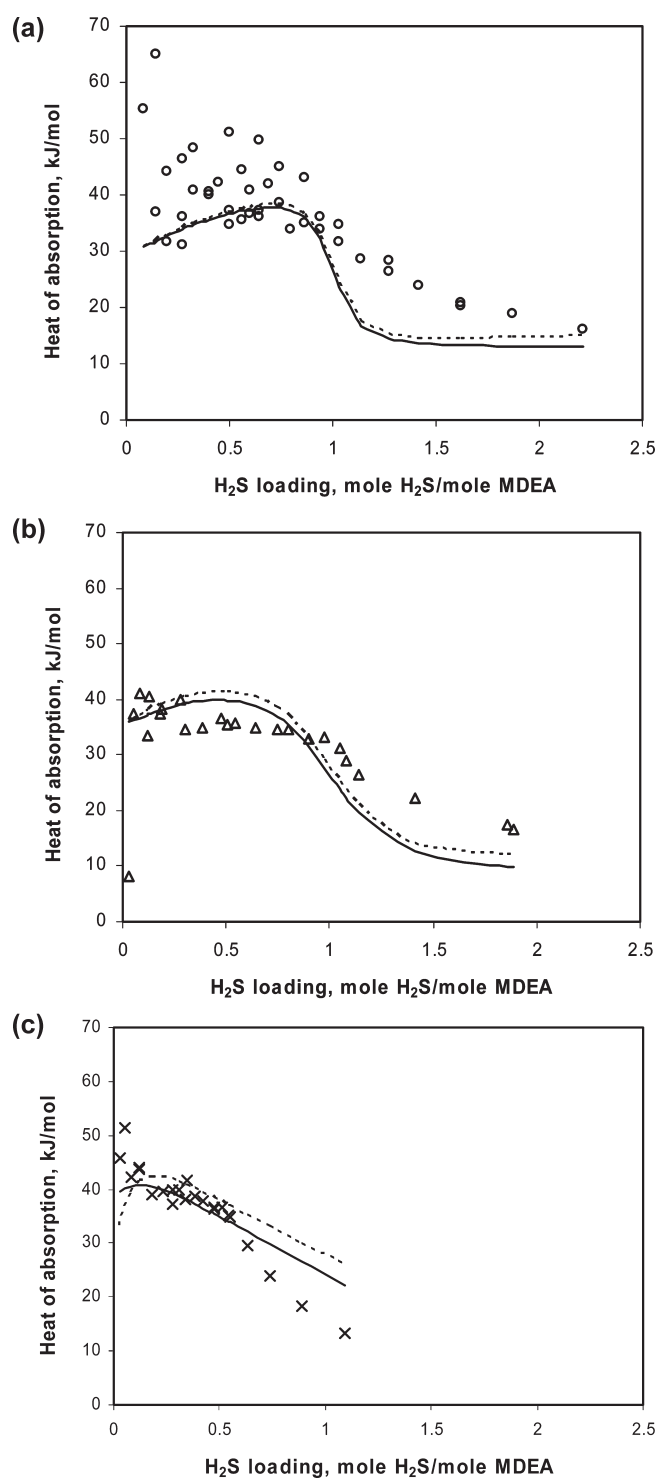 (a)
70
60
50
40
30
20
10
0
Heat of absorption, kJ/mol
0 0.5 1 1.5 2 2.5
H₂S loading, mole H₂S/mole MDEA
(b)
70
60
50
40
30
20
10
0
Heat of absorption, kJ/mol
0 0.5 1 1.5 2 2.5
H₂S loading, mole H₂S/mole MDEA
(c)
70
60
50
40
30
20
10
0
Heat of absorption, kJ/mol
0 0.5 1 1.5 2 2.5
H₂S loading, mole H₂S/mole MDEA